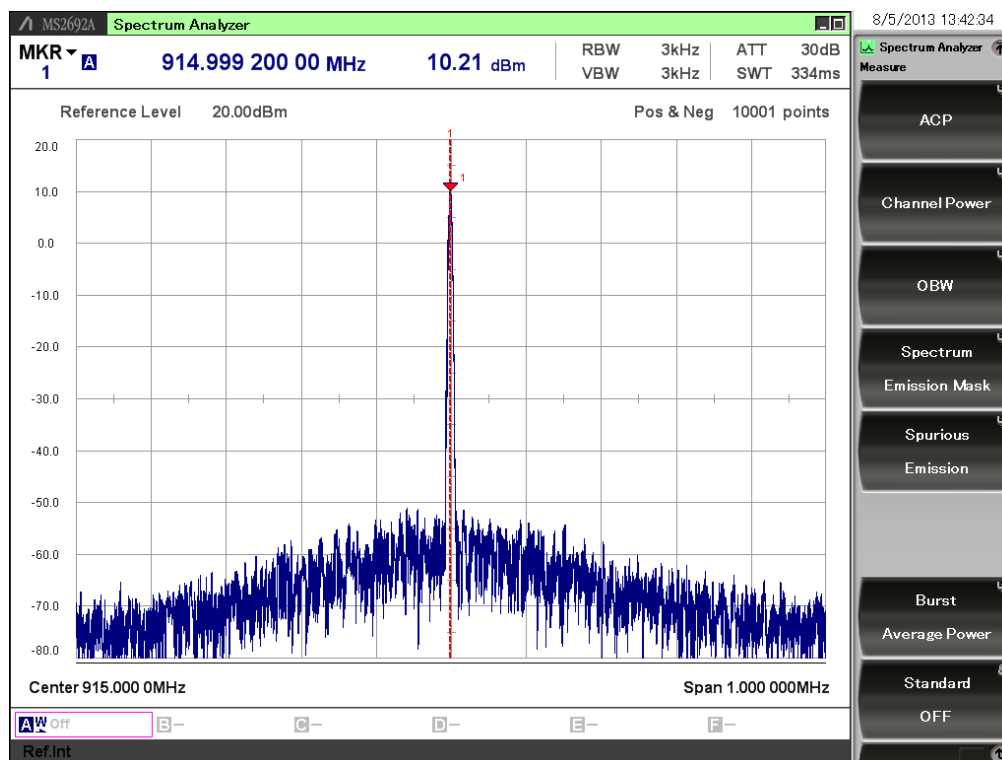 MS2692A Spectrum Analyzer
8/5/2013 13:42:34
MKR 1 A 914.999 200 00 MHz 10.21 dBm
RBW 3kHz ATT 30dB
VBW 3kHz SWT 334ms
Reference Level 20.00dBm Pos & Neg 10001 points
1
1
20.0
10.0
0.0
-10.0
-20.0
-30.0
-40.0
-50.0
-60.0
-70.0
-80.0
Center 915.000 0MHz Span 1.000 000MHz
A W Off B - C - D - E - F -
Ref.Int
Spectrum Analyzer
Measure
ACP
Channel Power
OBW
Spectrum
Emission Mask
Spurious
Emission
Burst
Average Power
Standard
OFF